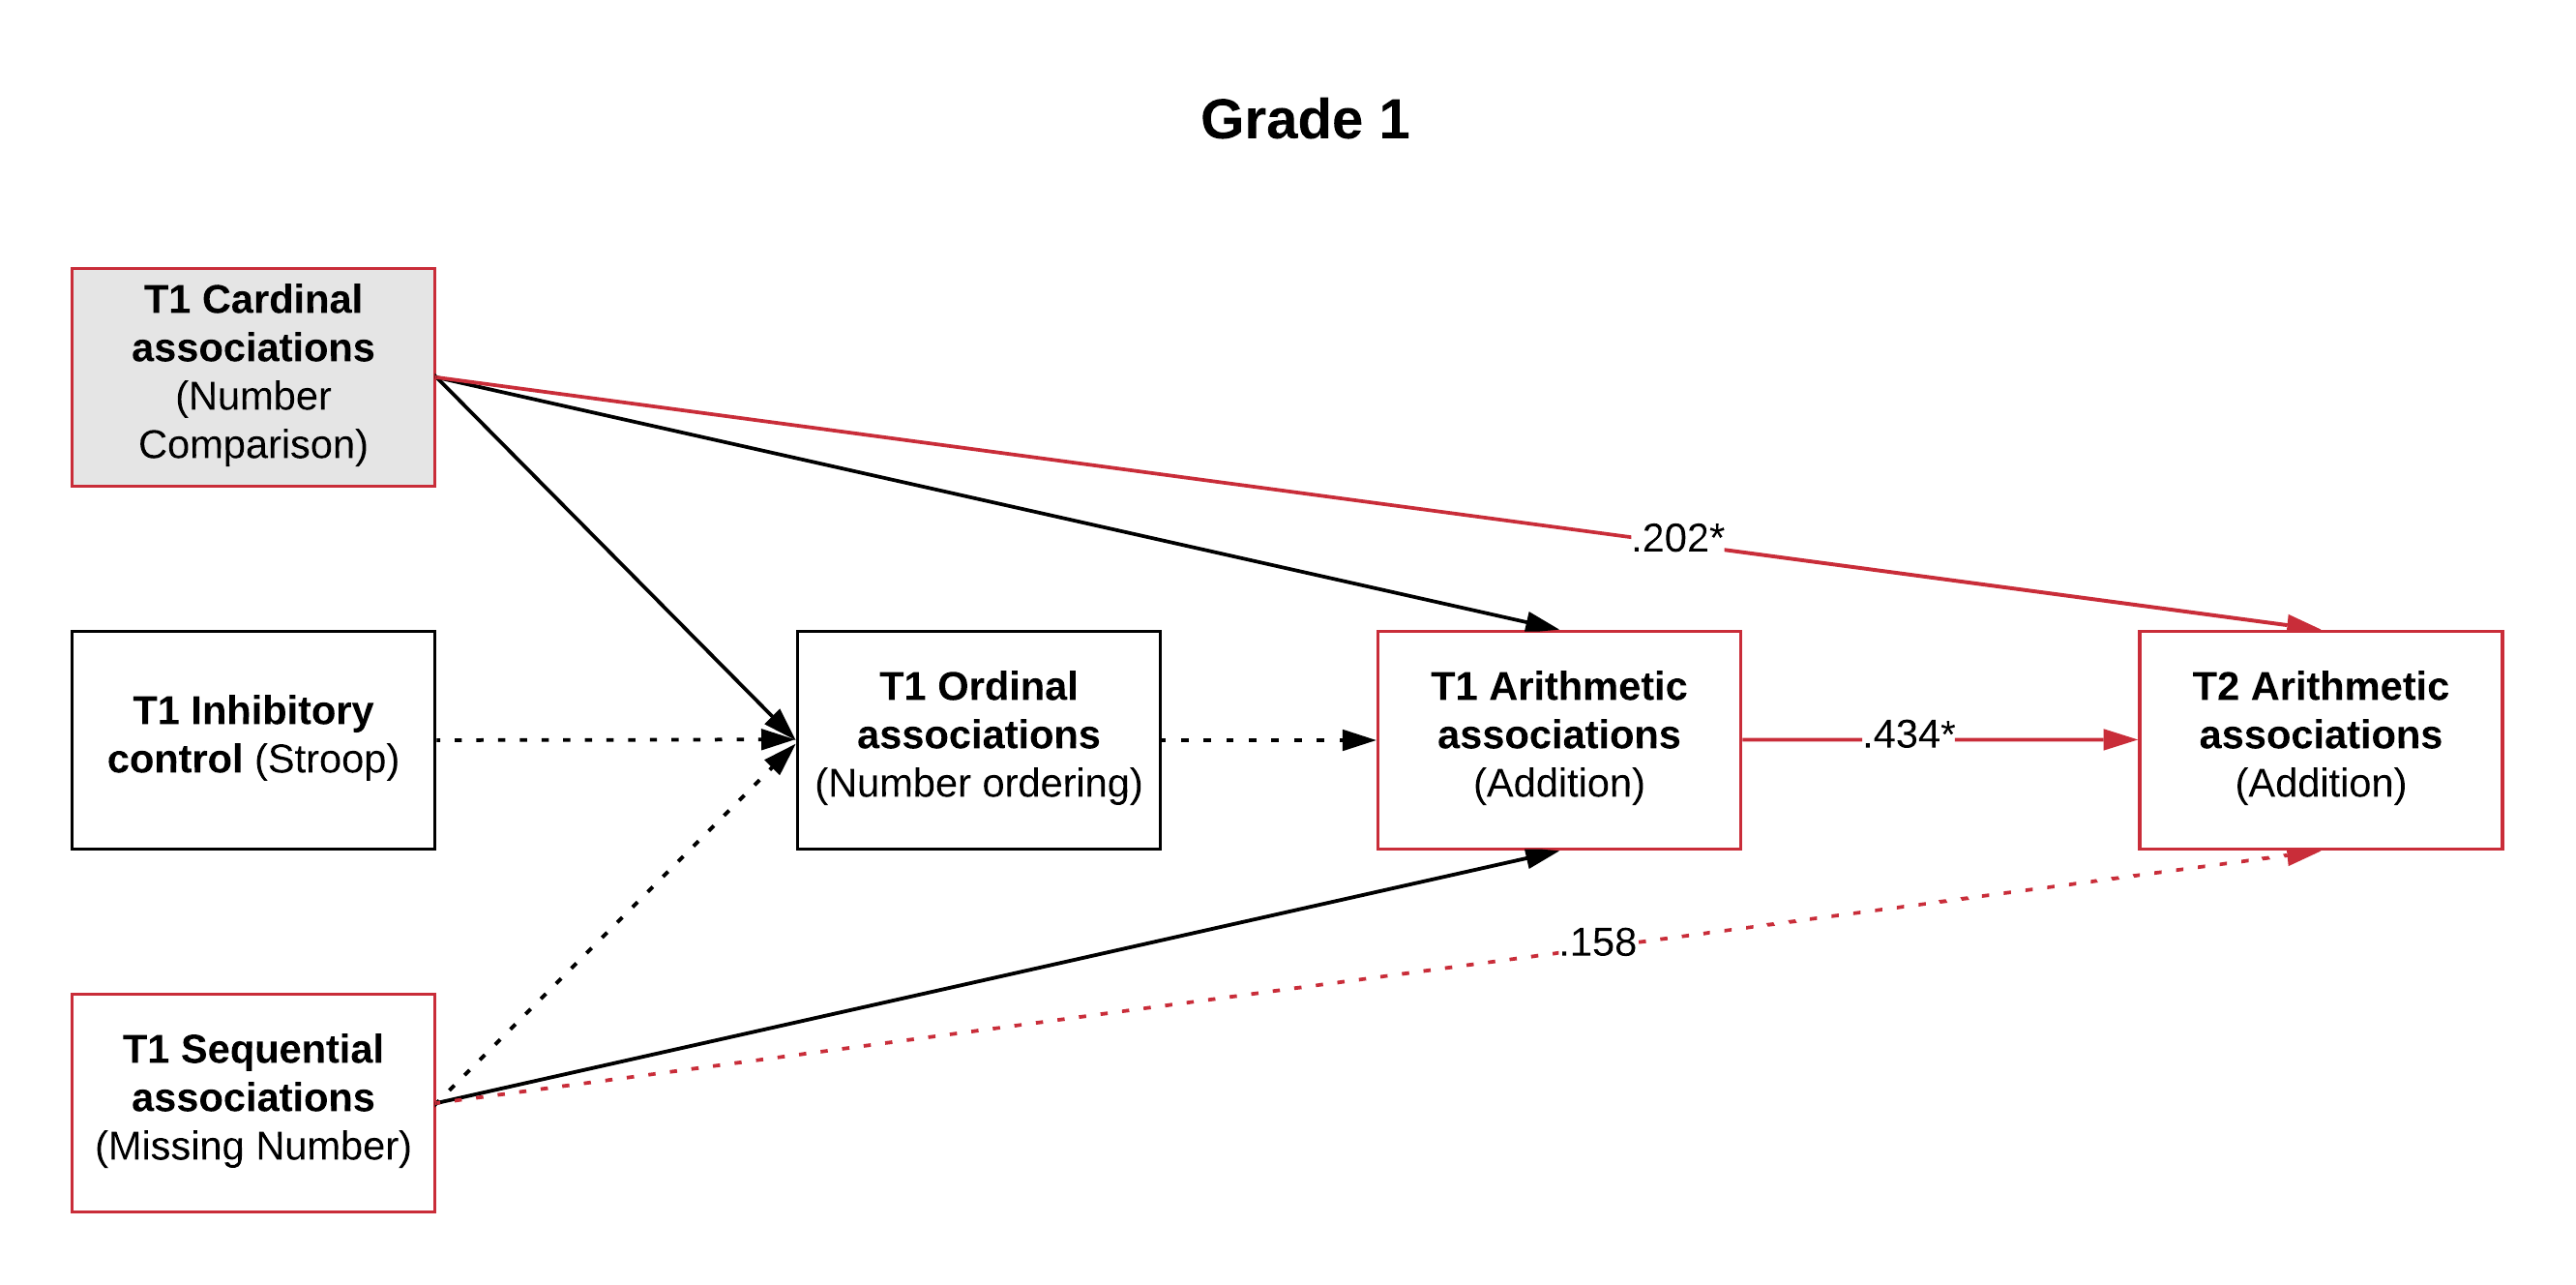 Grade 1
T1 Cardinal
associations
(Number
Comparison)
.202*
T1 Inhibitory
control (Stroop)
T1 Ordinal
associations
(Number ordering)
T1 Arithmetic
associations
(Addition)
.434*
T2 Arithmetic
associations
(Addition)
.158
T1 Sequential
associations
(Missing Number)